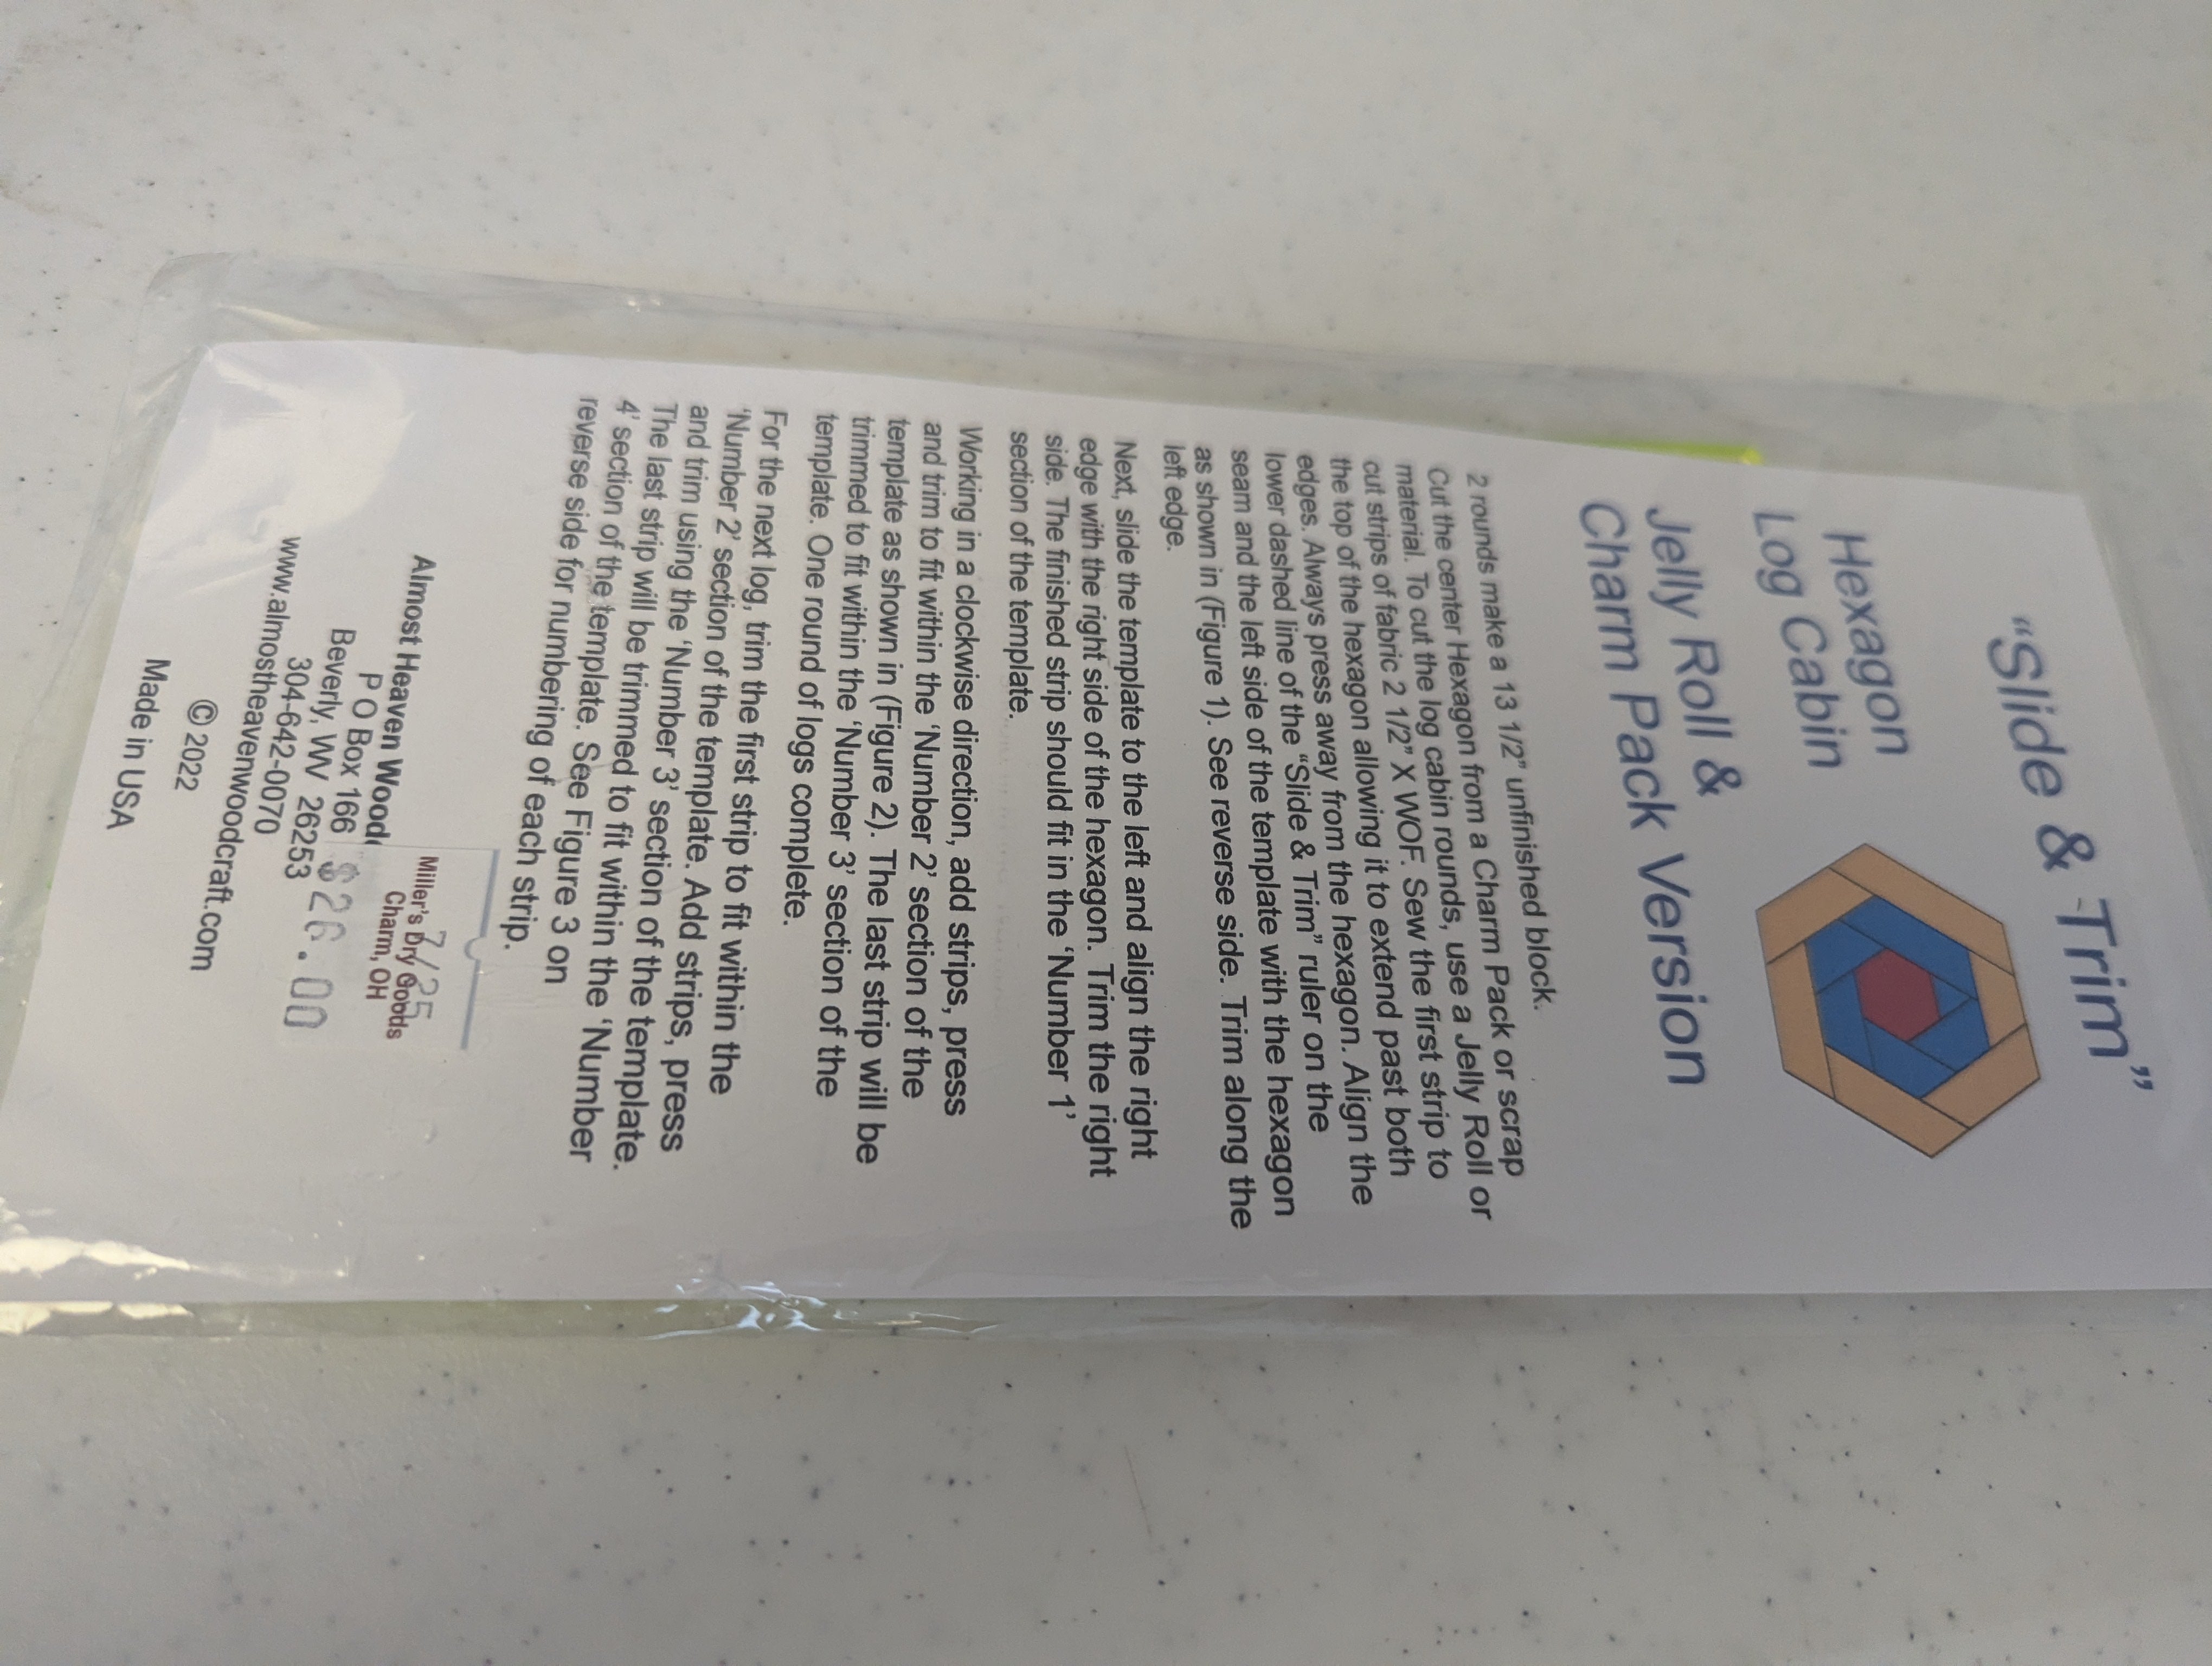 “Slide & Trim”
Hexagon
Log Cabin
Jelly Roll &
Charm Pack Version
2 rounds make a 13 1/2” unfinished block.
Cut the center Hexagon from a Charm Pack or scrap
material. To cut the log cabin rounds, use a Jelly Roll or
cut strips of fabric 2 1/2” X WOF. Sew the first strip to
the top of the hexagon allowing it to extend past both
edges. Always press away from the hexagon. Align the
lower dashed line of the “Slide & Trim” ruler on the
seam and the left side of the template with the hexagon
as shown in (Figure 1). See reverse side. Trim along the
left edge.
Next, slide the template to the left and align the right
edge with the right side of the hexagon. Trim the right
side. The finished strip should fit in the ‘Number 1’
section of the template.
Working in a clockwise direction, add strips, press
and trim to fit within the ‘Number 2’ section of the
template as shown in (Figure 2). The last strip will be
trimmed to fit within the ‘Number 3’ section of the
template. One round of logs complete.
For the next log, trim the first strip to fit within the
‘Number 2’ section of the template. Add strips, press
and trim using the ‘Number 3’ section of the template.
The last strip will be trimmed to fit within the ‘Number
4’ section of the template. See Figure 3 on
reverse side for numbering of each strip.
Almost Heaven Wood
P O Box 166
Beverly, WV 26253
304-642-0070
www.almostheavenwoodcraft.com
© 2022
Made in USA
7/25
Miller's Dry Goods
Charm, OH
$26.00